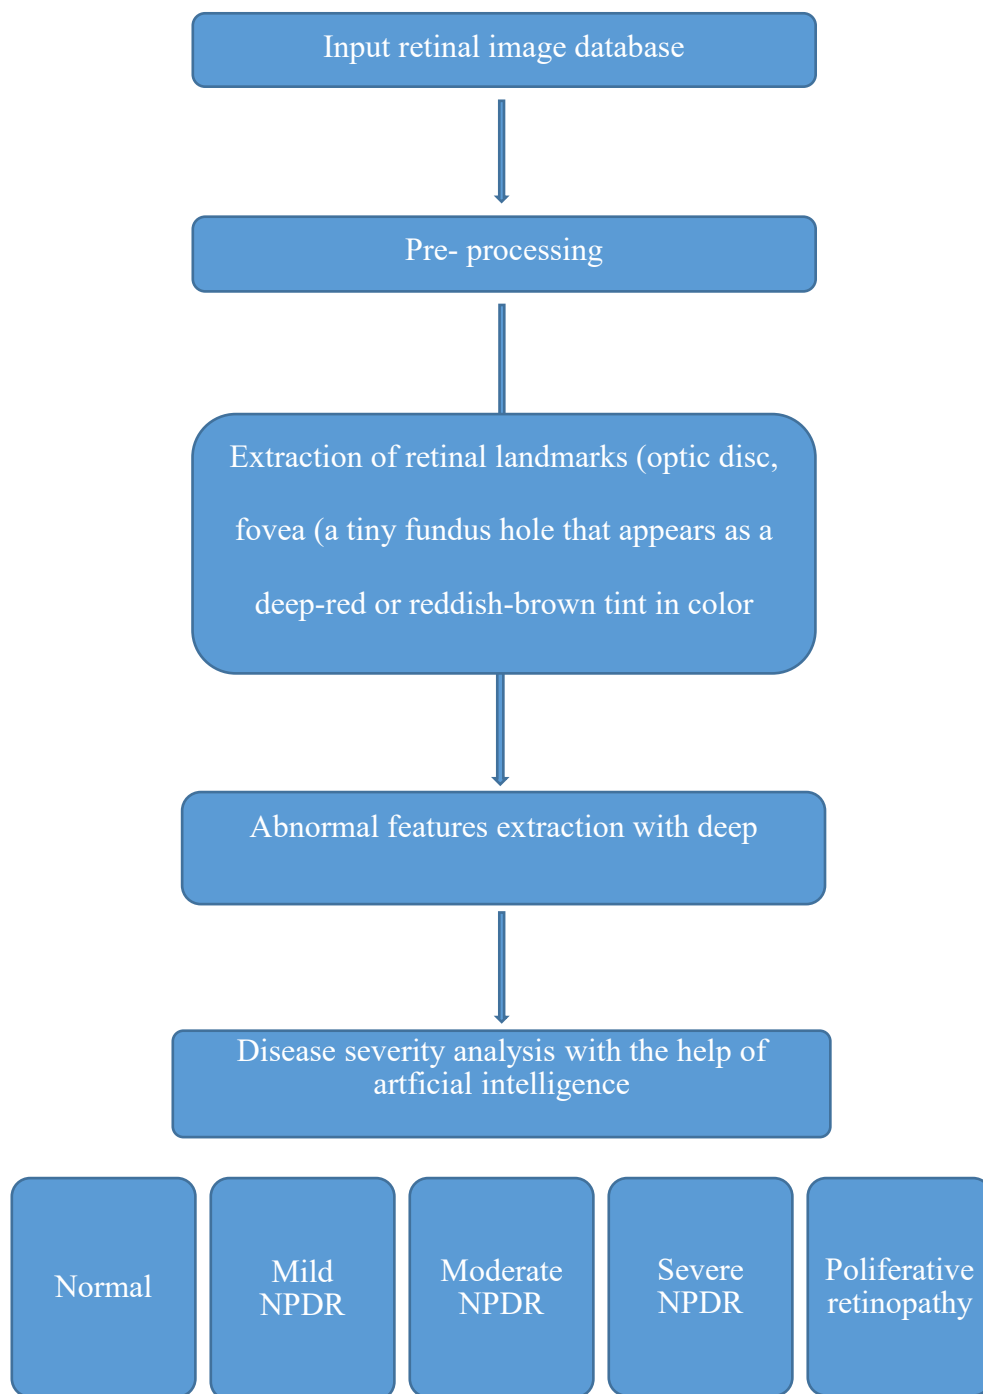 Input retinal image database
Pre- processing
Extraction of retinal landmarks (optic disc,
fovea (a tiny fundus hole that appears as a
deep-red or reddish-brown tint in color
Abnormal features extraction with deep
Disease severity analysis with the help of
artficial intelligence
Normal
Mild
NPDR
Moderate
NPDR
Severe
NPDR
Poliferative
retinopathy